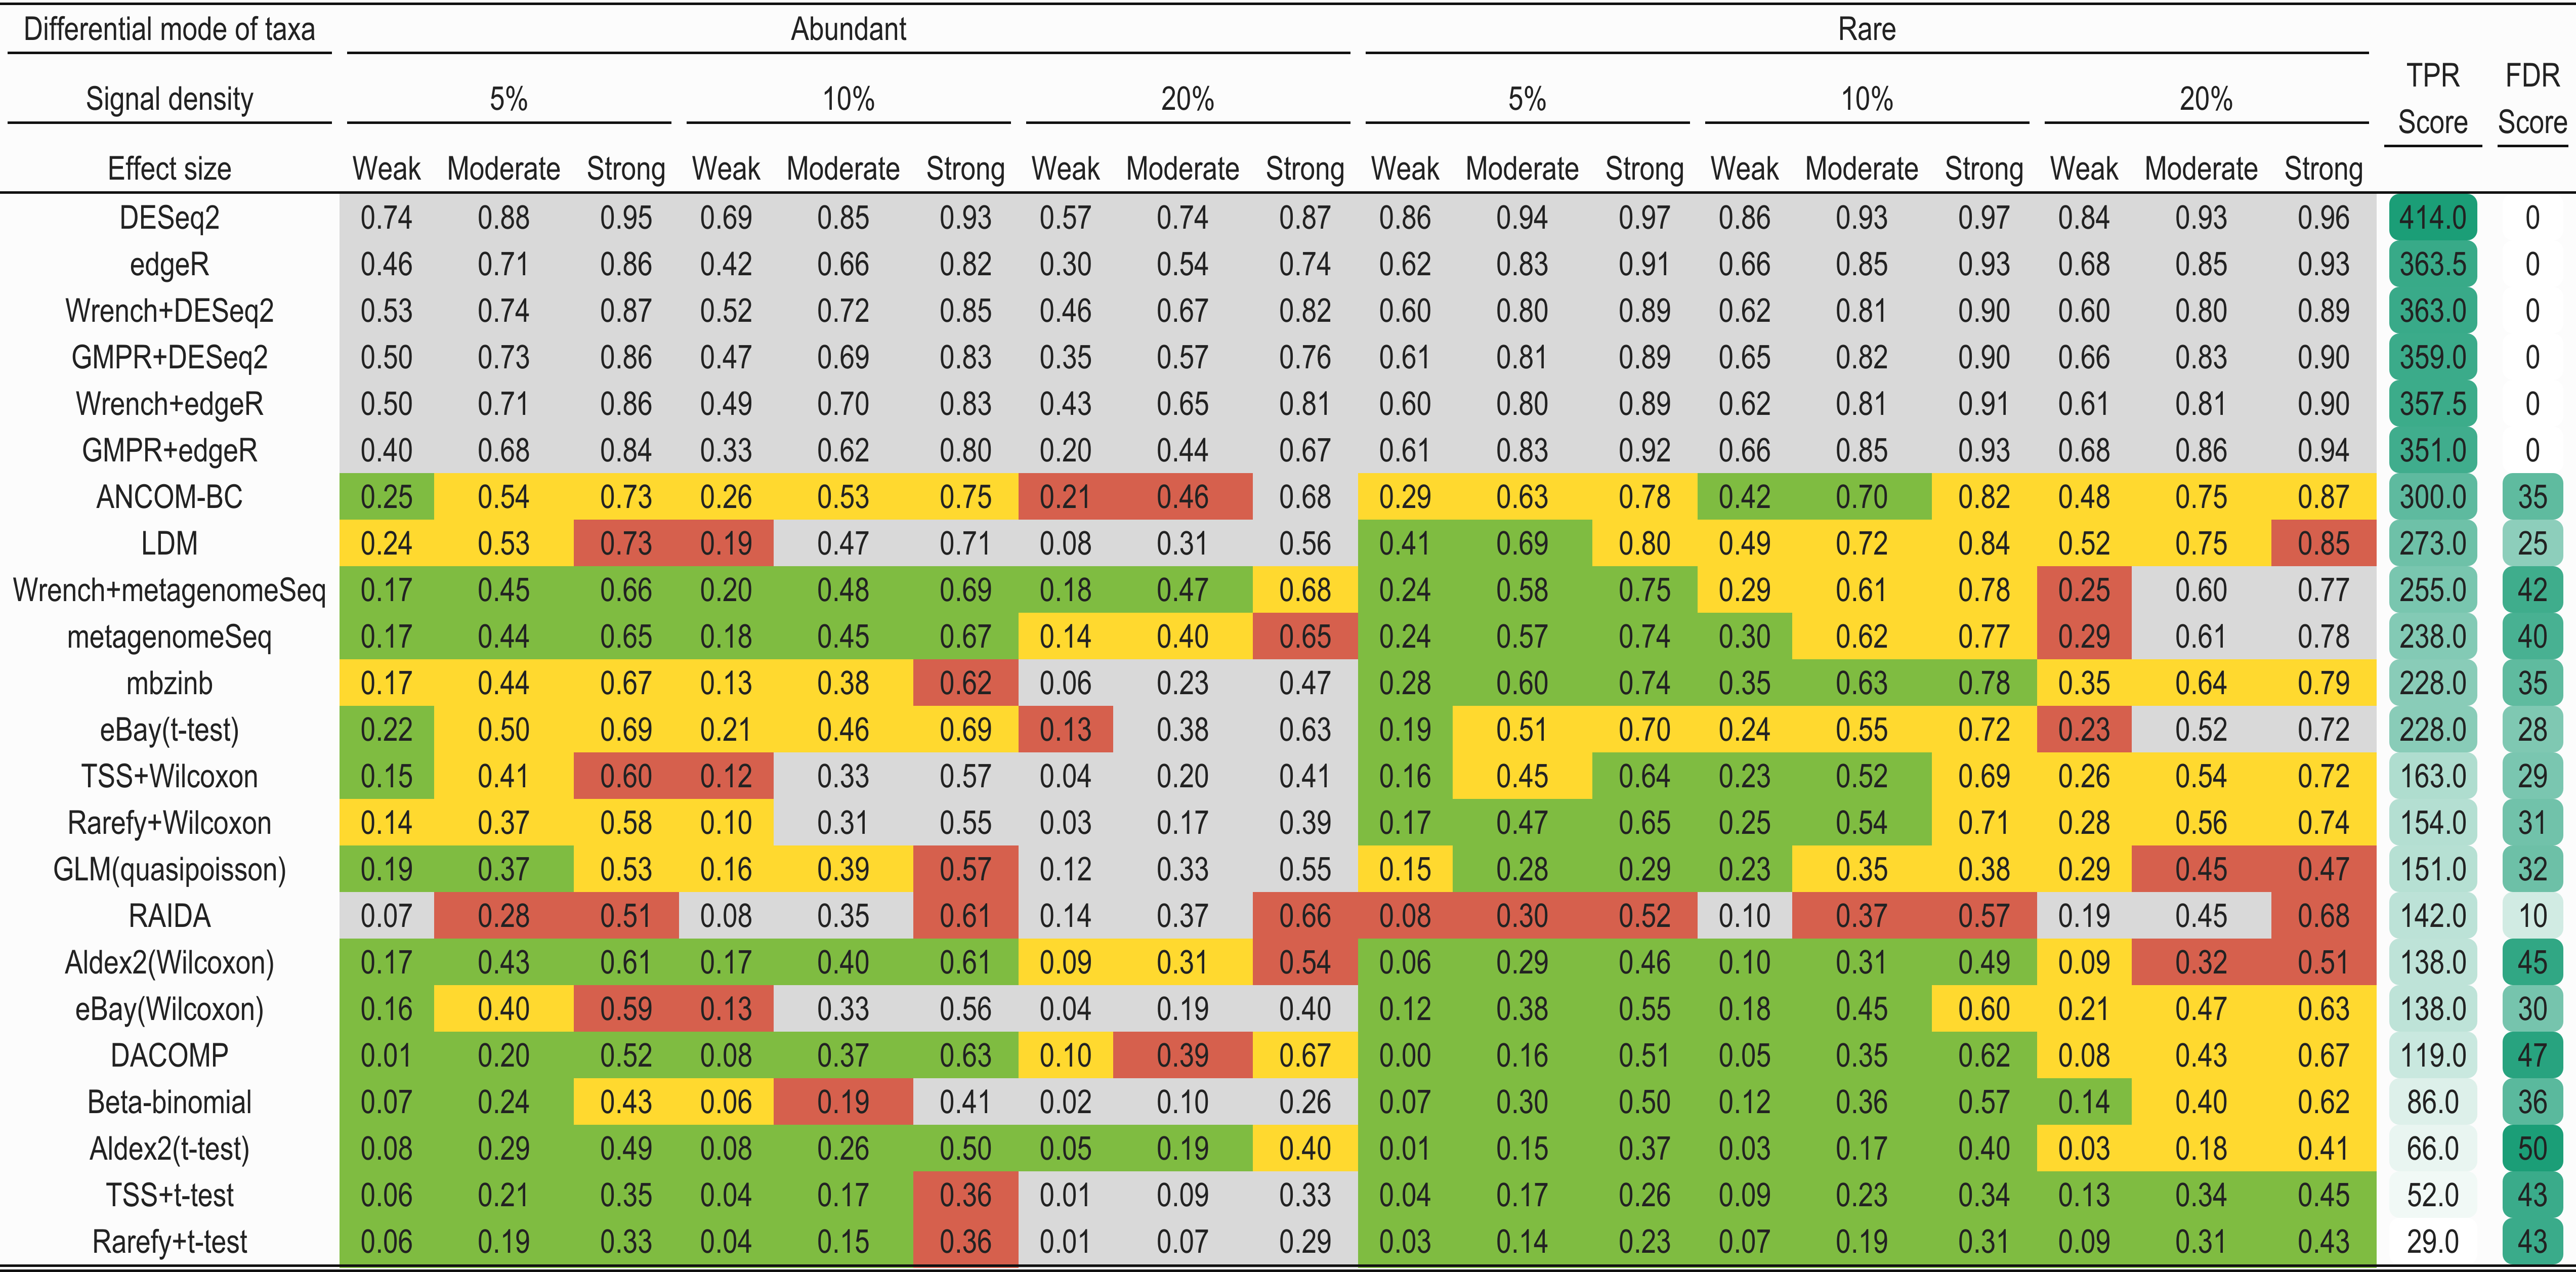 Differential mode of taxa Abundant Rare
Signal density 5% 10% 20% 5% 10% 20% TPR Score FDR Score
Effect size Weak Moderate Strong Weak Moderate Strong Weak Moderate Strong Weak Moderate Strong Weak Moderate Strong Weak Moderate Strong
DESeq2 0.74 0.88 0.95 0.69 0.85 0.93 0.57 0.74 0.87 0.86 0.94 0.97 0.86 0.93 0.97 0.84 0.93 0.96 414.0 0
edgeR 0.46 0.71 0.86 0.42 0.66 0.82 0.30 0.54 0.74 0.62 0.83 0.91 0.66 0.85 0.93 0.68 0.85 0.93 363.5 0
Wrench+DESeq2 0.53 0.74 0.87 0.52 0.72 0.85 0.46 0.67 0.82 0.60 0.80 0.89 0.62 0.81 0.90 0.60 0.80 0.89 363.0 0
GMPR+DESeq2 0.50 0.73 0.86 0.47 0.69 0.83 0.35 0.57 0.76 0.61 0.81 0.89 0.65 0.82 0.90 0.66 0.83 0.90 359.0 0
Wrench+edgeR 0.50 0.71 0.86 0.49 0.70 0.83 0.43 0.65 0.81 0.60 0.80 0.89 0.62 0.81 0.91 0.61 0.81 0.90 357.5 0
GMPR+edgeR 0.40 0.68 0.84 0.33 0.62 0.80 0.20 0.44 0.67 0.61 0.83 0.92 0.66 0.85 0.93 0.68 0.86 0.94 351.0 0
ANCOM-BC 0.25 0.54 0.73 0.26 0.53 0.75 0.21 0.46 0.68 0.29 0.63 0.78 0.42 0.70 0.82 0.48 0.75 0.87 300.0 35
LDM 0.24 0.53 0.73 0.19 0.47 0.71 0.08 0.31 0.56 0.41 0.69 0.80 0.49 0.72 0.84 0.52 0.75 0.85 273.0 25
Wrench+metagenomeSeq 0.17 0.45 0.66 0.20 0.48 0.69 0.18 0.47 0.68 0.24 0.58 0.75 0.29 0.61 0.78 0.25 0.60 0.77 255.0 42
metagenomeSeq 0.17 0.44 0.65 0.18 0.45 0.67 0.14 0.40 0.65 0.24 0.57 0.74 0.30 0.62 0.77 0.29 0.61 0.78 238.0 40
mbzinb 0.17 0.44 0.67 0.13 0.38 0.62 0.06 0.23 0.47 0.28 0.60 0.74 0.35 0.63 0.78 0.35 0.64 0.79 228.0 35
eBay(t-test) 0.22 0.50 0.69 0.21 0.46 0.69 0.13 0.38 0.63 0.19 0.51 0.70 0.24 0.55 0.72 0.23 0.52 0.72 228.0 28
TSS+Wilcoxon 0.15 0.41 0.60 0.12 0.33 0.57 0.04 0.20 0.41 0.16 0.45 0.64 0.23 0.52 0.69 0.26 0.54 0.72 163.0 29
Rarefy+Wilcoxon 0.14 0.37 0.58 0.10 0.31 0.55 0.03 0.17 0.39 0.17 0.47 0.65 0.25 0.54 0.71 0.28 0.56 0.74 154.0 31
GLM(quasipoisson) 0.19 0.37 0.53 0.16 0.39 0.57 0.12 0.33 0.55 0.15 0.28 0.29 0.23 0.35 0.38 0.29 0.45 0.47 151.0 32
RAIDA 0.07 0.28 0.51 0.08 0.35 0.61 0.14 0.37 0.66 0.08 0.30 0.52 0.10 0.37 0.57 0.19 0.45 0.68 142.0 10
Aldex2(Wilcoxon) 0.17 0.43 0.61 0.17 0.40 0.61 0.09 0.31 0.54 0.06 0.29 0.46 0.10 0.31 0.49 0.09 0.32 0.51 138.0 45
eBay(Wilcoxon) 0.16 0.40 0.59 0.13 0.33 0.56 0.04 0.19 0.40 0.12 0.38 0.55 0.18 0.45 0.60 0.21 0.47 0.63 138.0 30
DACOMP 0.01 0.20 0.52 0.08 0.37 0.63 0.10 0.39 0.67 0.00 0.16 0.51 0.05 0.35 0.62 0.08 0.43 0.67 119.0 47
Beta-binomial 0.07 0.24 0.43 0.06 0.19 0.41 0.02 0.10 0.26 0.07 0.30 0.50 0.12 0.36 0.57 0.14 0.40 0.62 86.0 36
Aldex2(t-test) 0.08 0.29 0.49 0.08 0.26 0.50 0.05 0.19 0.40 0.01 0.15 0.37 0.03 0.17 0.40 0.03 0.18 0.41 66.0 50
TSS+t-test 0.06 0.21 0.35 0.04 0.17 0.36 0.01 0.09 0.33 0.04 0.17 0.26 0.09 0.23 0.34 0.13 0.34 0.45 52.0 43
Rarefy+t-test 0.06 0.19 0.33 0.04 0.15 0.36 0.01 0.07 0.29 0.03 0.14 0.23 0.07 0.19 0.31 0.09 0.31 0.43 29.0 43